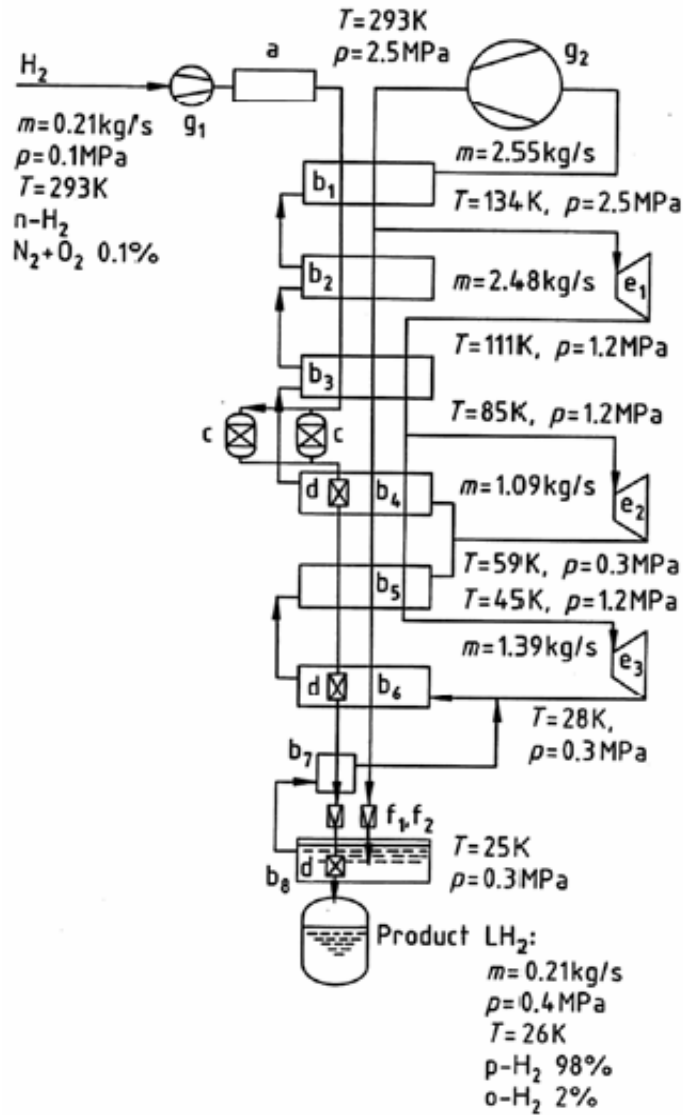 T=293K
p=2.5MPa
g₂
a
H₂
g₁
m=0.21kg/s
p=0.1MPa
T=293K
n-H₂
N₂+O₂ 0.1%
m=2.55kg/s
b₁
T=134K, p=2.5MPa
b₂
m=2.48kg/s
e₁
T=111K, p=1.2MPa
b₃
T=85K, p=1.2MPa
c
c
d
b₄
m=1.09kg/s
e₂
T=59K, p=0.3MPa
b₅
T=45K, p=1.2MPa
m=1.39kg/s
e₃
d
b₆
T=28K,
p=0.3MPa
b₇
f₁,f₂
T=25K
p=0.3MPa
d
b₈
Product LH₂:
m=0.21kg/s
p=0.4MPa
T=26K
p-H₂ 98%
o-H₂ 2%